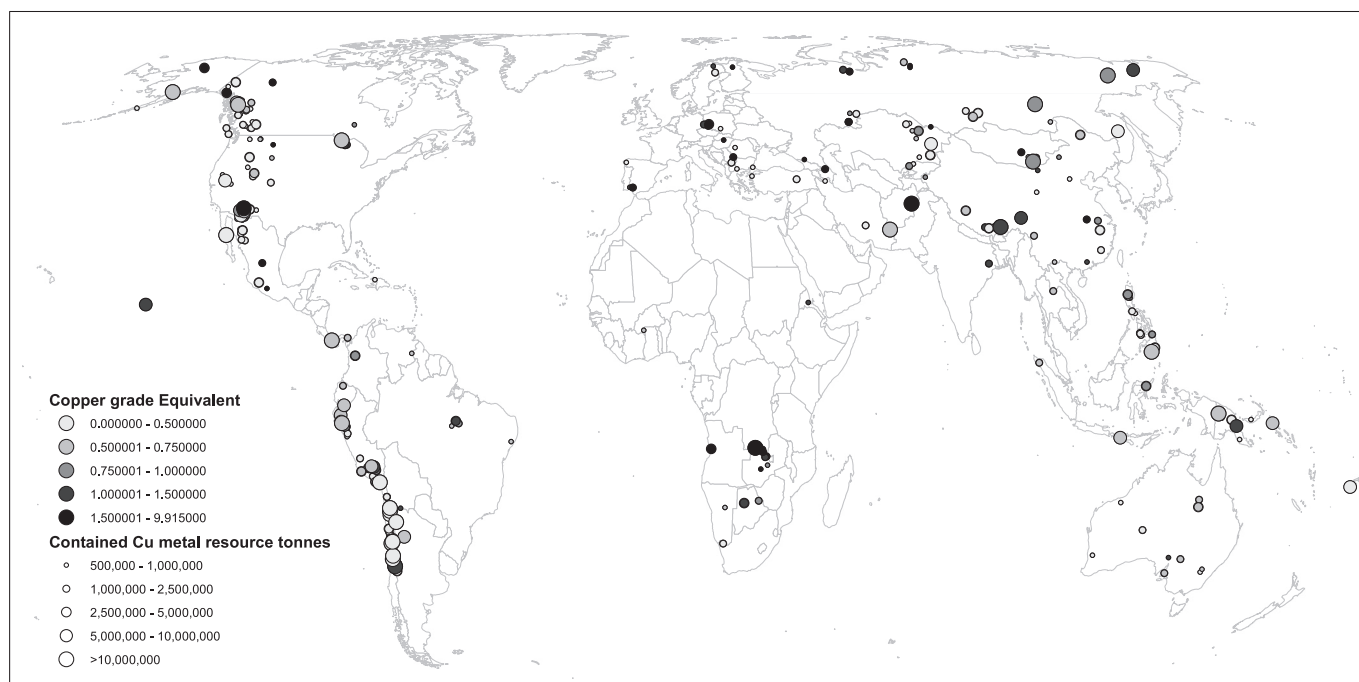 Copper grade Equivalent
0.000000 - 0.500000
0.500001 - 0.750000
0.750001 - 1.000000
1.000001 - 1.500000
1.500001 - 9.915000
Contained Cu metal resource tonnes
500,000 - 1,000,000
1,000,000 - 2,500,000
2,500,000 - 5,000,000
5,000,000 - 10,000,000
>10,000,000